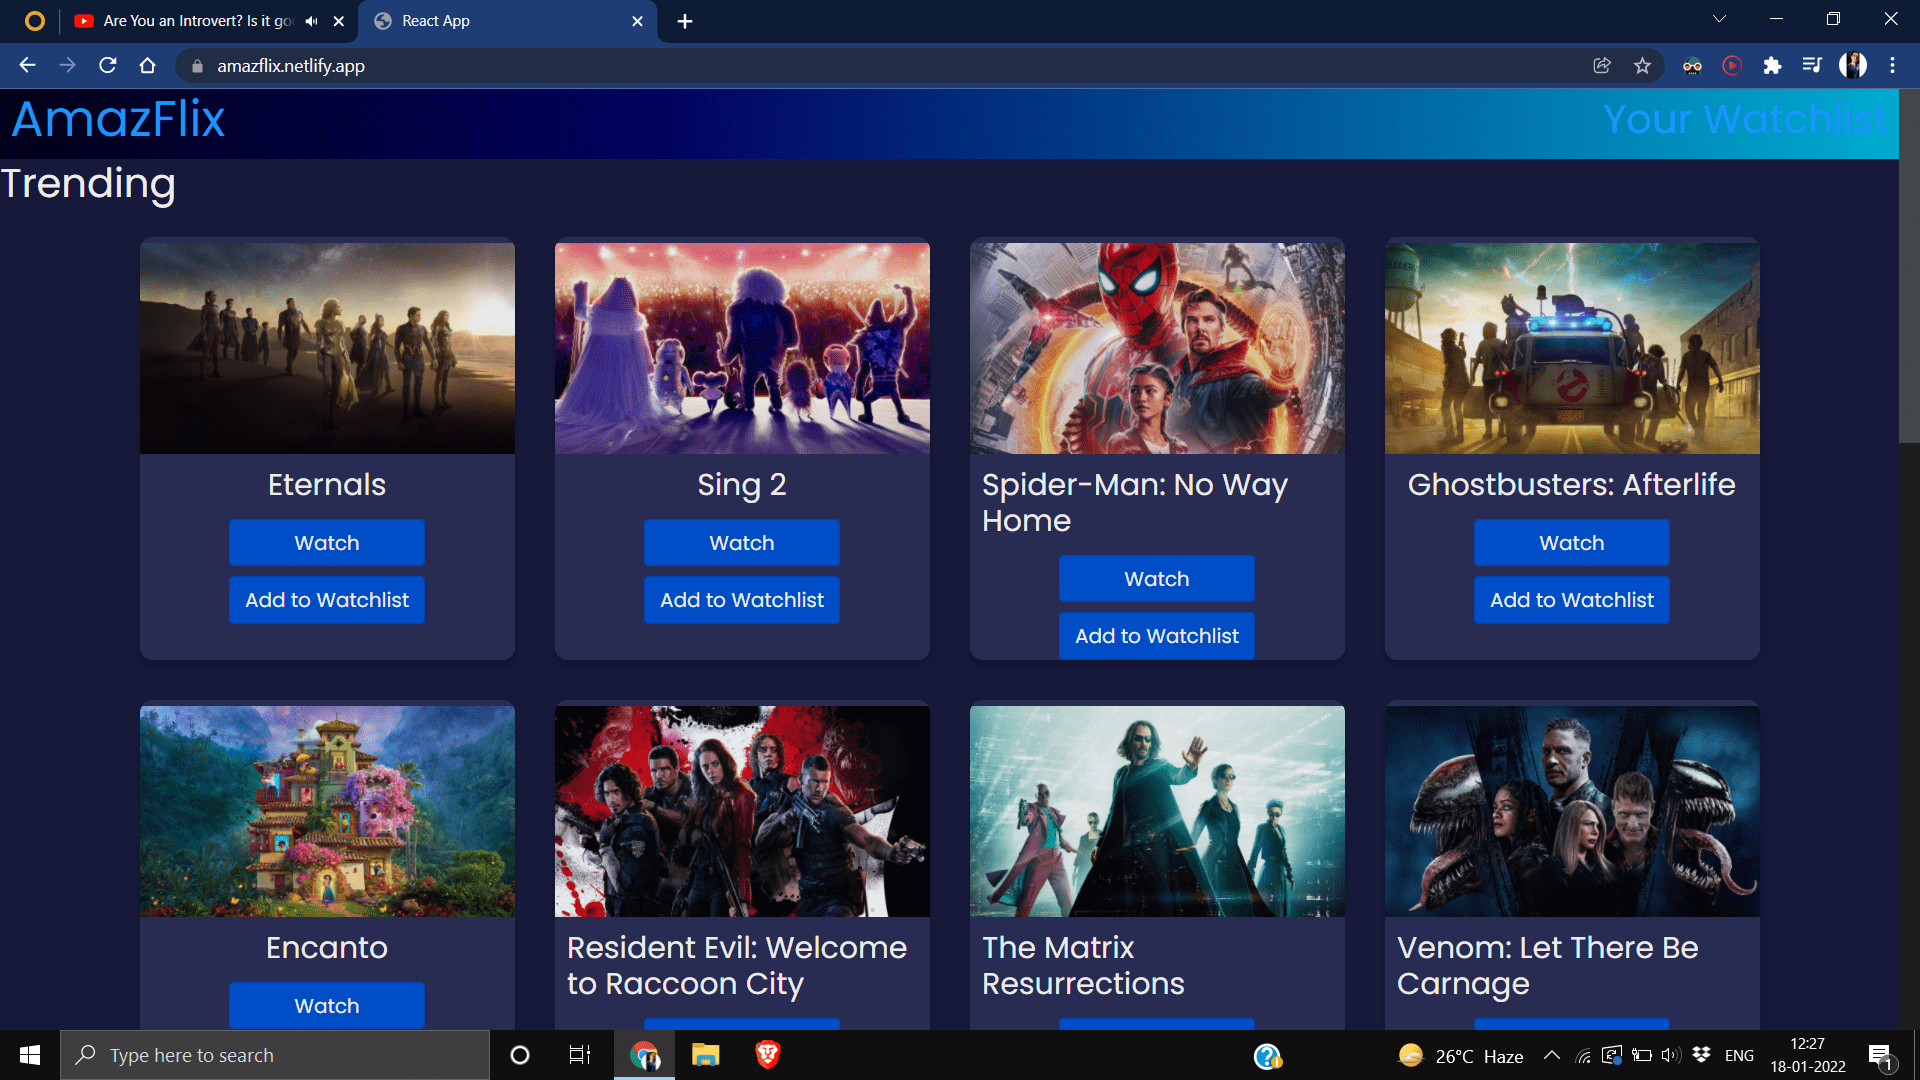 Are You an Introvert? Is it goo
React App
amazflix.netlify.app
AmazFlix
Your Watchlist
Trending
Eternals
Watch
Add to Watchlist
Sing 2
Watch
Add to Watchlist
Spider-Man: No Way
Home
Watch
Add to Watchlist
Ghostbusters: Afterlife
Watch
Add to Watchlist
Encanto
Watch
Resident Evil: Welcome
to Raccoon City
The Matrix
Resurrections
Venom: Let There Be
Carnage
Type here to search
26°C Haze
ENG
12:27
18-01-2022
1